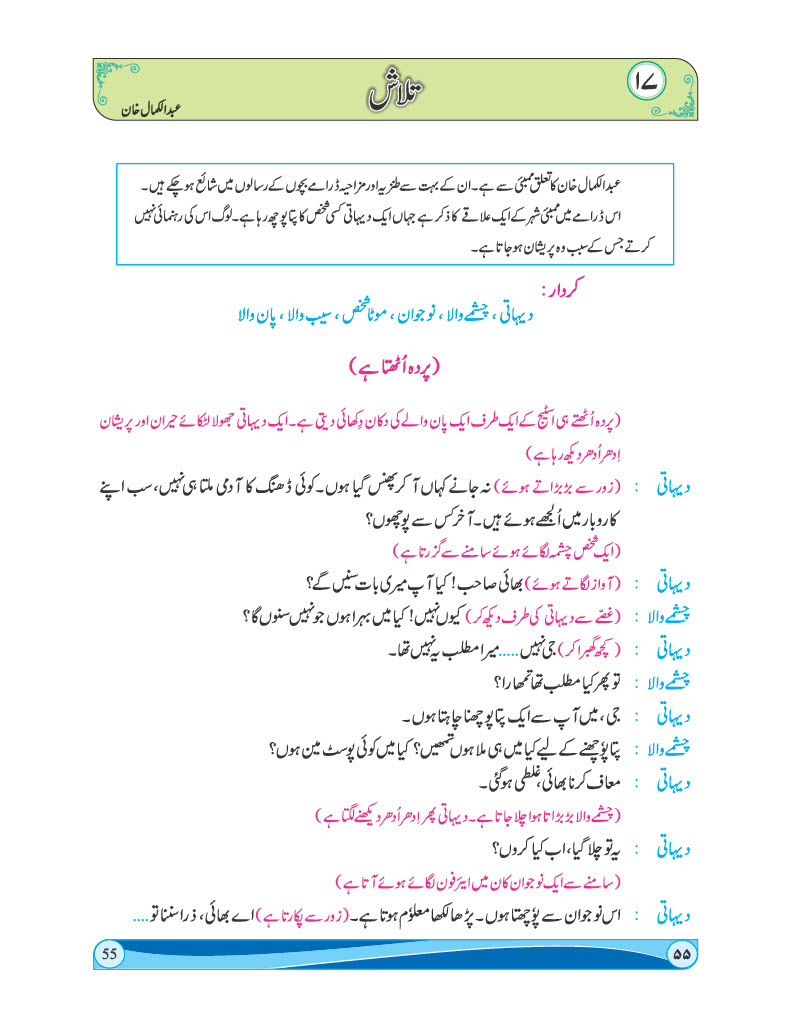 ۱۷
تلاش
عبدالکمال خان
عبدالکمال خان کا تعلق ممبئی سے ہے۔ ان کے بہت سے طنزیہ اور مزاحیہ ڈرامے بچوں کے رسالوں میں شائع ہو چکے ہیں۔
اس ڈرامے میں ممبئی شہر کے ایک علاقے کا ذکر ہے جہاں ایک دیہاتی کسی شخص کا پتا پوچھ رہا ہے۔ لوگ اس کی رہنمائی نہیں
کرتے جس کے سبب وہ پریشان ہو جاتا ہے۔
کردار :
دیہاتی ، چشمے والا ، نوجوان ، موٹا شخص ، سیب والا ، پان والا
(پردہ اُٹھتا ہے)
(پردہ اُٹھتے ہی اسٹیج کے ایک طرف ایک پان والے کی دکان دِکھائی دیتی ہے۔ ایک دیہاتی جھولا لٹکائے حیران اور پریشان
اِدھر اُدھر دیکھ رہا ہے)
دیہاتی : (زور سے بڑبڑاتے ہوئے) نہ جانے کہاں آ کر پھنس گیا ہوں۔ کوئی ڈھنگ کا آدمی ملتا ہی نہیں، سب اپنے
کاروبار میں اُلجھے ہوئے ہیں۔ آخر کس سے پوچھوں؟
(ایک شخص چشمہ لگائے ہوئے سامنے سے گزرتا ہے)
دیہاتی : (آواز لگاتے ہوئے) بھائی صاحب! کیا آپ میری بات سنیں گے؟
چشمے والا : (غصّے سے دیہاتی کی طرف دیکھ کر) کیوں نہیں! کیا میں بہرا ہوں جو نہیں سنوں گا؟
دیہاتی : (کچھ گھبرا کر) جی نہیں ..... میرا مطلب یہ نہیں تھا۔
چشمے والا : تو پھر کیا مطلب تھا تمھارا؟
دیہاتی : جی، میں آپ سے ایک پتا پوچھنا چاہتا ہوں۔
چشمے والا : پتا پوٗچھنے کے لیے کیا میں ہی ملا ہوں تمھیں؟ کیا میں کوئی پوسٹ مین ہوں؟
دیہاتی : معاف کرنا بھائی، غلطی ہو گئی۔
(چشمے والا بڑبڑاتا ہوا چلا جاتا ہے۔ دیہاتی پھر اِدھر اُدھر دیکھنے لگتا ہے)
دیہاتی : یہ تو چلا گیا، اب کیا کروں؟
(سامنے سے ایک نوجوان کان میں ایئرفون لگائے ہوئے آتا ہے)
دیہاتی : اس نوجوان سے پوٗچھتا ہوں۔ پڑھا لکھا معلوٗم ہوتا ہے۔ (زور سے پکارتا ہے) اے بھائی، ذرا سننا تو ....
55
۵۵